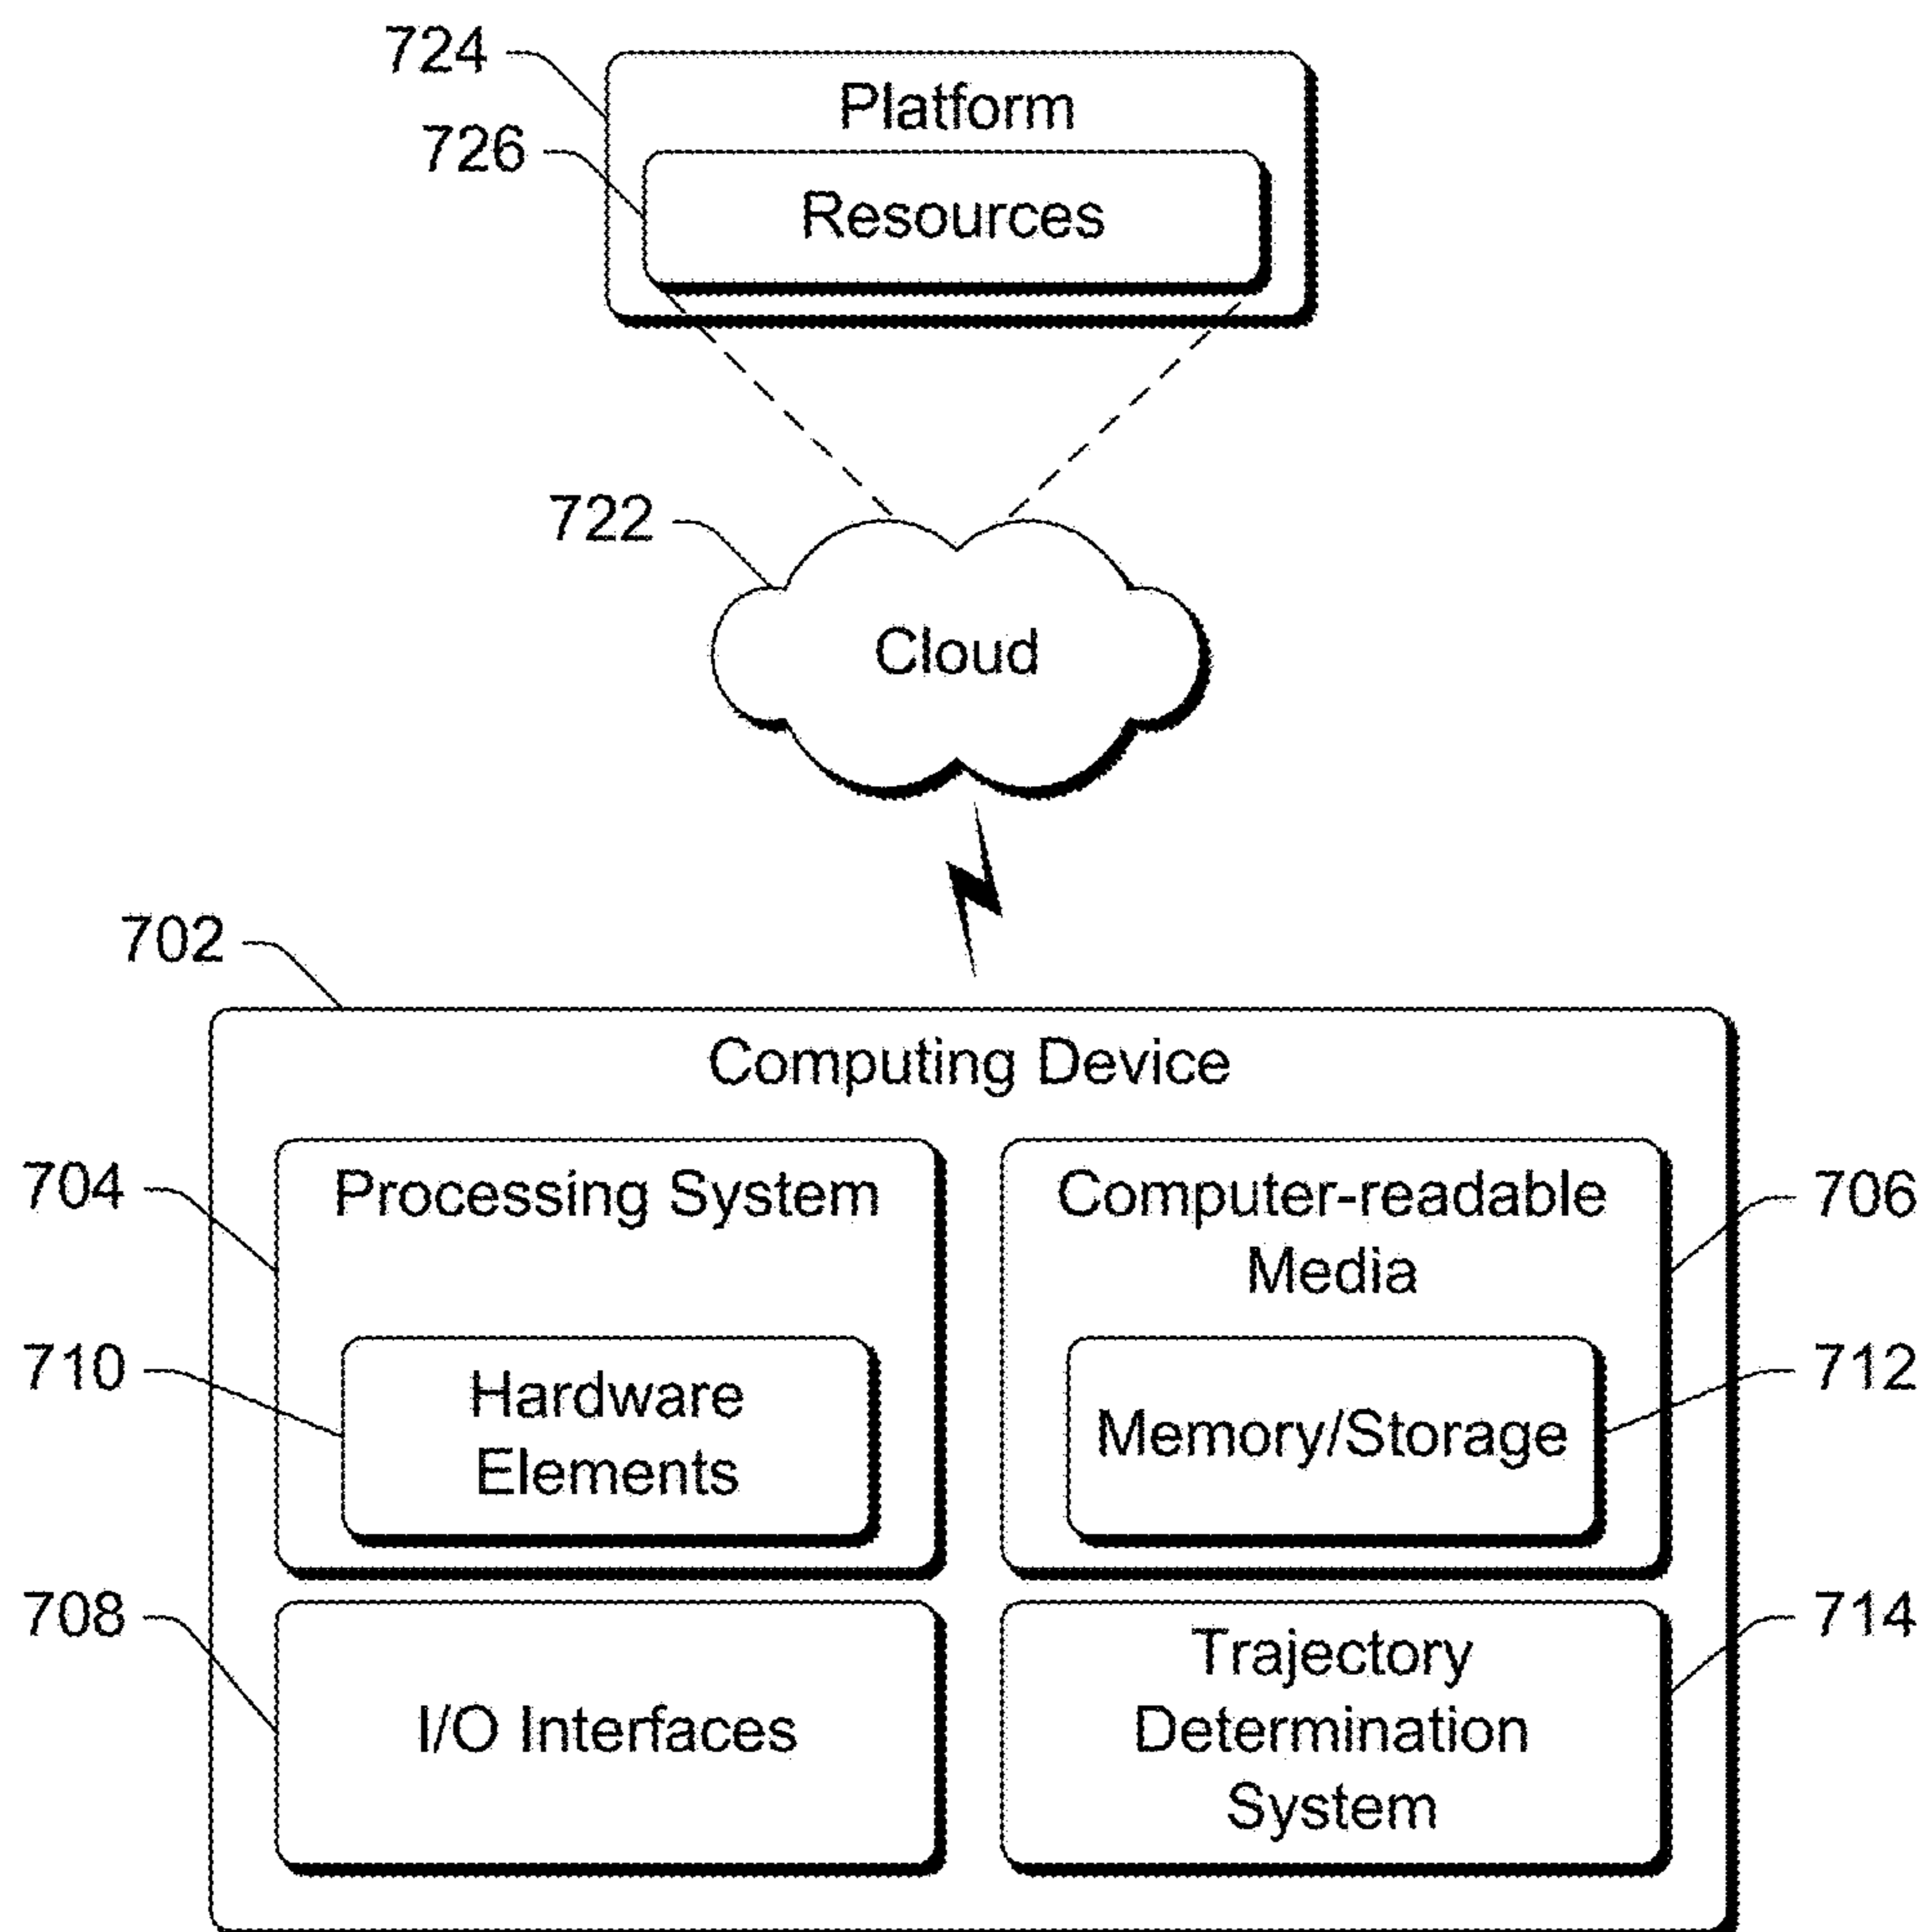 724
Platform
726
Resources
722
Cloud
702
Computing Device
704
Processing System
Computer-readable
Media
706
710
Hardware
Elements
Memory/Storage
712
708
I/O Interfaces
Trajectory
Determination
System
714